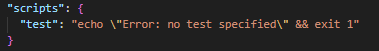 "scripts": {
"test": "echo \"Error: no test specified\" && exit 1"
}